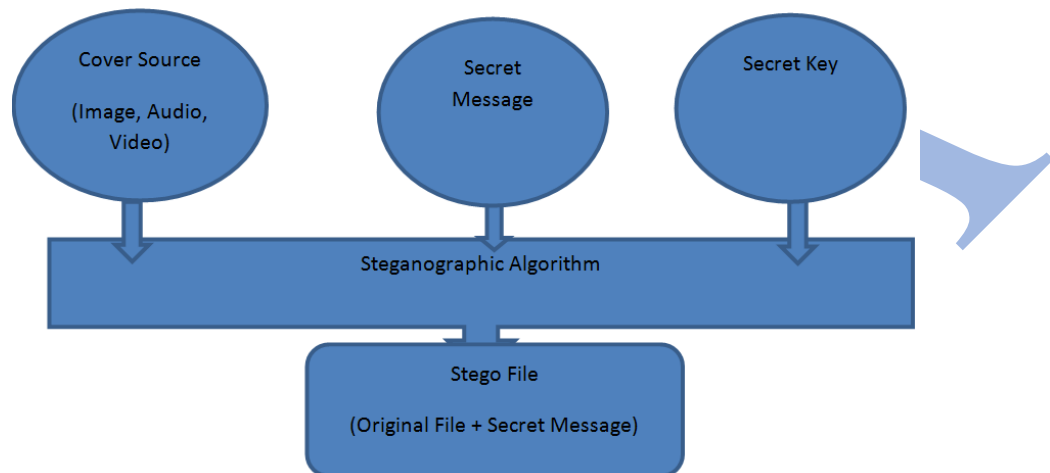 Cover Source
(Image, Audio,
Video)
Secret
Message
Secret Key
Steganographic Algorithm
Stego File
(Original File + Secret Message)